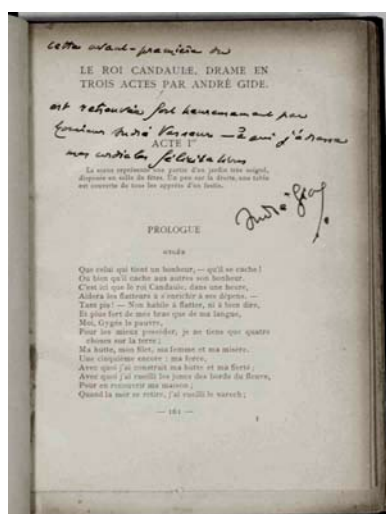 cette avant-première du
LE ROI CANDAULE, DRAME EN
TROIS ACTES PAR ANDRÉ GIDE.
est retrouvée fort heureusement par
Monsieur André Vasseur — à qui j'adresse
ACTE Iᵉʳ
mes cordiales félicitations
La scène représente une partie d'un jardin très soigné,
disposée en salle de fêtes. Un peu sur la droite, une table
est couverte de tous les apprêts d'un festin.
André Gide
PROLOGUE
GYGÈS
Que celui qui tient un bonheur, — qu'il se cache !
Ou bien qu'il cache aux autres son bonheur.
C'est ici que le roi Candaule, dans une heure,
Aidera les flatteurs à s'enrichir à ses dépens. —
Tant pis ! — Non habile à flatter, ni à bien dire,
Et plus fort de mes bras que de ma langue,
Moi, Gygès le pauvre,
Pour les mieux posséder, je ne tiens que quatre
choses sur la terre ;
Ma hutte, mon filet, ma femme et ma misère.
Une cinquième encore : ma force,
Avec quoi j'ai construit ma hutte et ma fierté ;
Avec quoi j'ai cueilli les joncs des bords du fleuve,
Pour en recouvrir ma maison ;
Quand la mer se retire, j'ai cueilli le varech ;
— 161 —